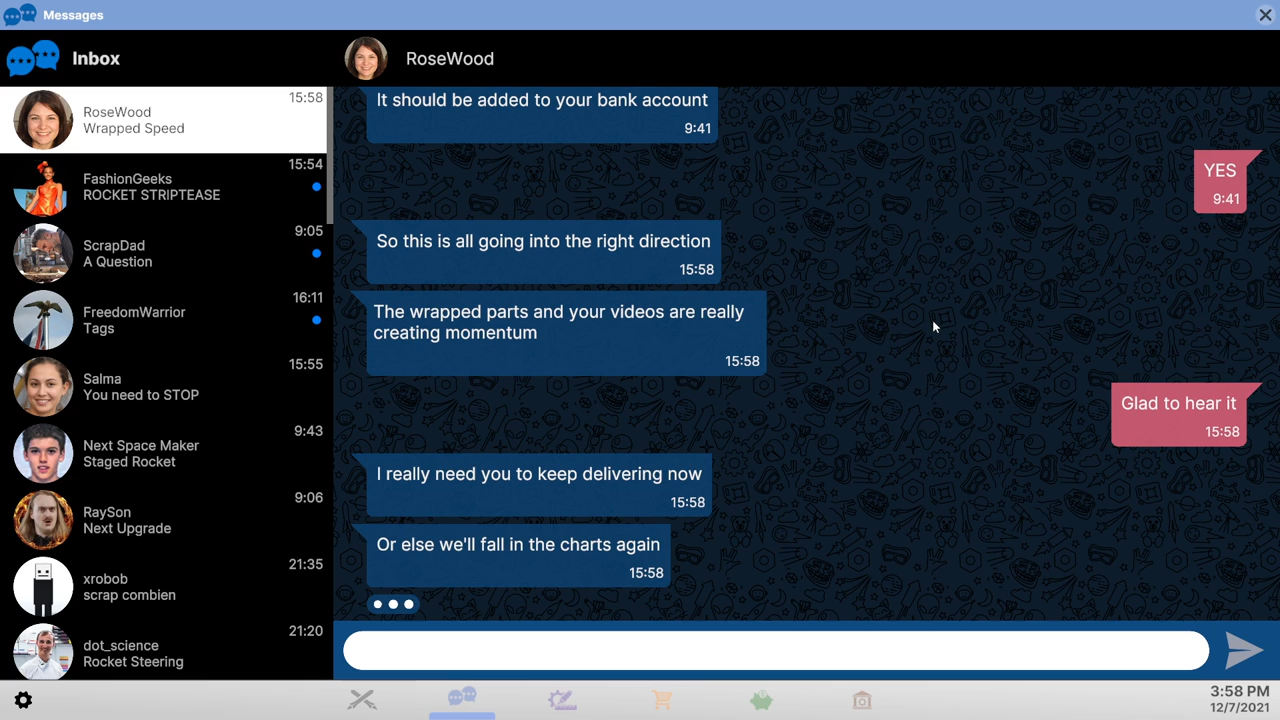 Messages
Inbox
RoseWood
15:58
RoseWood
Wrapped Speed
15:54
FashionGeeks
ROCKET STRIPTEASE
9:05
ScrapDad
A Question
16:11
FreedomWarrior
Tags
15:55
Salma
You need to STOP
9:43
Next Space Maker
Staged Rocket
9:06
RaySon
Next Upgrade
21:35
xrobob
scrap combien
21:20
dot_science
Rocket Steering
It should be added to your bank account
9:41
YES
9:41
So this is all going into the right direction
15:58
The wrapped parts and your videos are really
creating momentum
15:58
Glad to hear it
15:58
I really need you to keep delivering now
15:58
Or else we'll fall in the charts again
15:58
3:58 PM
12/7/2021